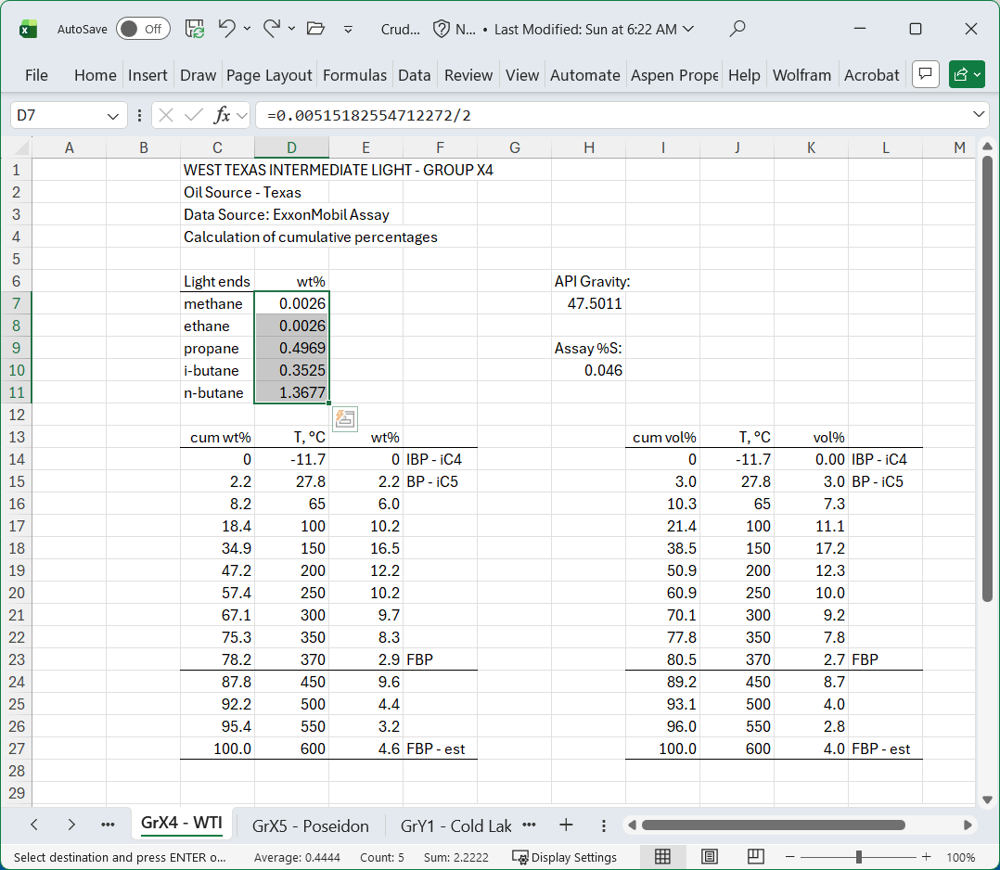 AutoSave Off Crud... N... • Last Modified: Sun at 6:22 AM
File Home Insert Draw Page Layout Formulas Data Review View Automate Aspen Prope Help Wolfram Acrobat
D7 fx =0.00515182554712272/2
A B C D E F G H I J K L M
1 WEST TEXAS INTERMEDIATE LIGHT - GROUP X4
2 Oil Source - Texas
3 Data Source: ExxonMobil Assay
4 Calculation of cumulative percentages
5
6 Light ends wt% API Gravity:
7 methane 0.0026 47.5011
8 ethane 0.0026
9 propane 0.4969 Assay %S:
10 i-butane 0.3525 0.046
11 n-butane 1.3677
12
13 cum wt% T, °C wt% cum vol% T, °C vol%
14 0 -11.7 0 IBP - iC4 0 -11.7 0.00 IBP - iC4
15 2.2 27.8 2.2 BP - iC5 3.0 27.8 3.0 BP - iC5
16 8.2 65 6.0 10.3 65 7.3
17 18.4 100 10.2 21.4 100 11.1
18 34.9 150 16.5 38.5 150 17.2
19 47.2 200 12.2 50.9 200 12.3
20 57.4 250 10.2 60.9 250 10.0
21 67.1 300 9.7 70.1 300 9.2
22 75.3 350 8.3 77.8 350 7.8
23 78.2 370 2.9 FBP 80.5 370 2.7 FBP
24 87.8 450 9.6 89.2 450 8.7
25 92.2 500 4.4 93.1 500 4.0
26 95.4 550 3.2 96.0 550 2.8
27 100.0 600 4.6 FBP - est 100.0 600 4.0 FBP - est
28
29
... GrX4 - WTI GrX5 - Poseidon GrY1 - Cold Lak ...
Select destination and press ENTER o... Average: 0.4444 Count: 5 Sum: 2.2222 Display Settings 100%